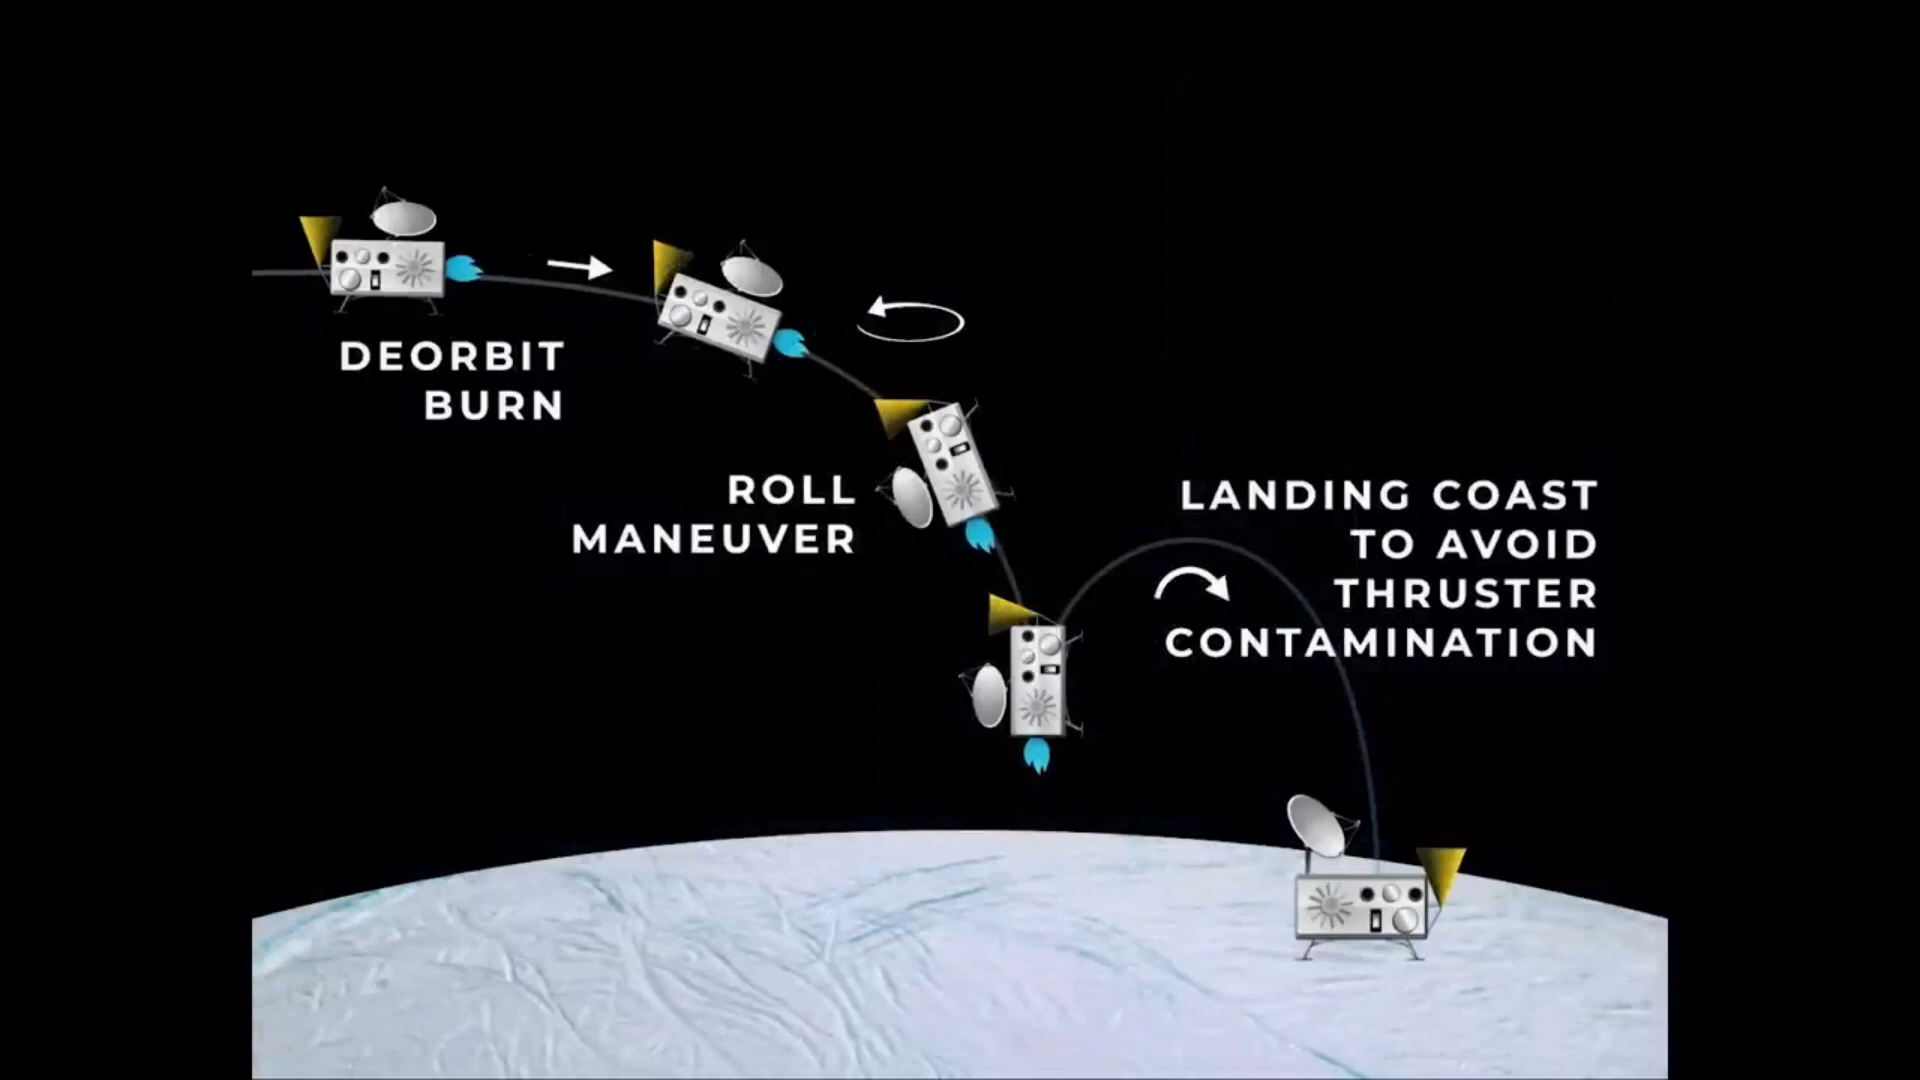 DEORBIT
BURN
ROLL
MANEUVER
LANDING COAST
TO AVOID
THRUSTER
CONTAMINATION